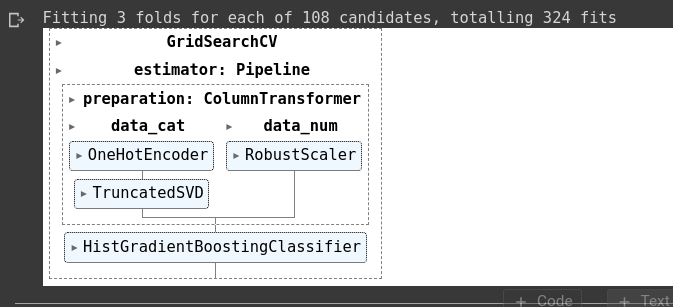 Fitting 3 folds for each of 108 candidates, totalling 324 fits
GridSearchCV
estimator: Pipeline
preparation: ColumnTransformer
data_cat data_num
OneHotEncoder RobustScaler
TruncatedSVD
HistGradientBoostingClassifier
+ Code + Text